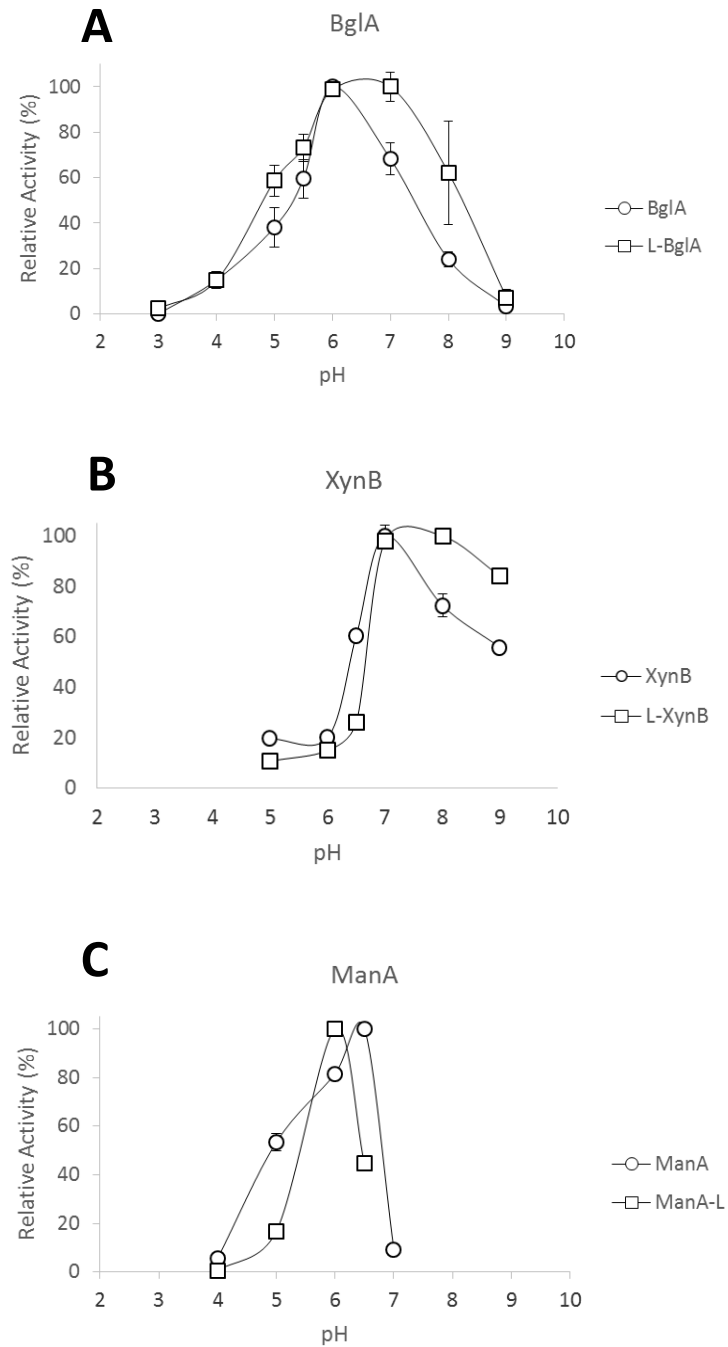 A
BglA
Relative Activity (%)
100
80
60
40
20
0
2 3 4 5 6 7 8 9 10
pH
BglA
L-BglA
B
XynB
Relative Activity (%)
100
80
60
40
20
0
2 3 4 5 6 7 8 9 10
pH
XynB
L-XynB
C
ManA
Relative Activity (%)
100
80
60
40
20
0
2 3 4 5 6 7 8 9 10
pH
ManA
ManA-L